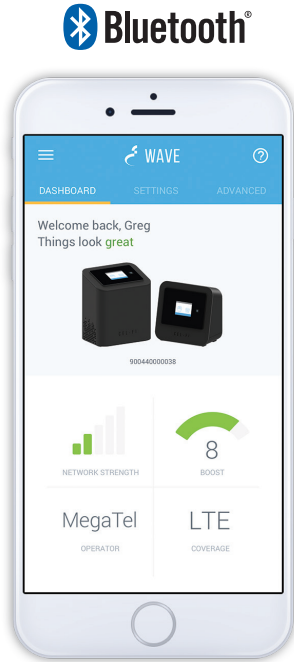 Bluetooth®
WAVE
DASHBOARD SETTINGS ADVANCED
Welcome back, Greg
Things look great
900440000038
NETWORK STRENGTH
8
BOOST
MegaTel
OPERATOR
LTE
COVERAGE